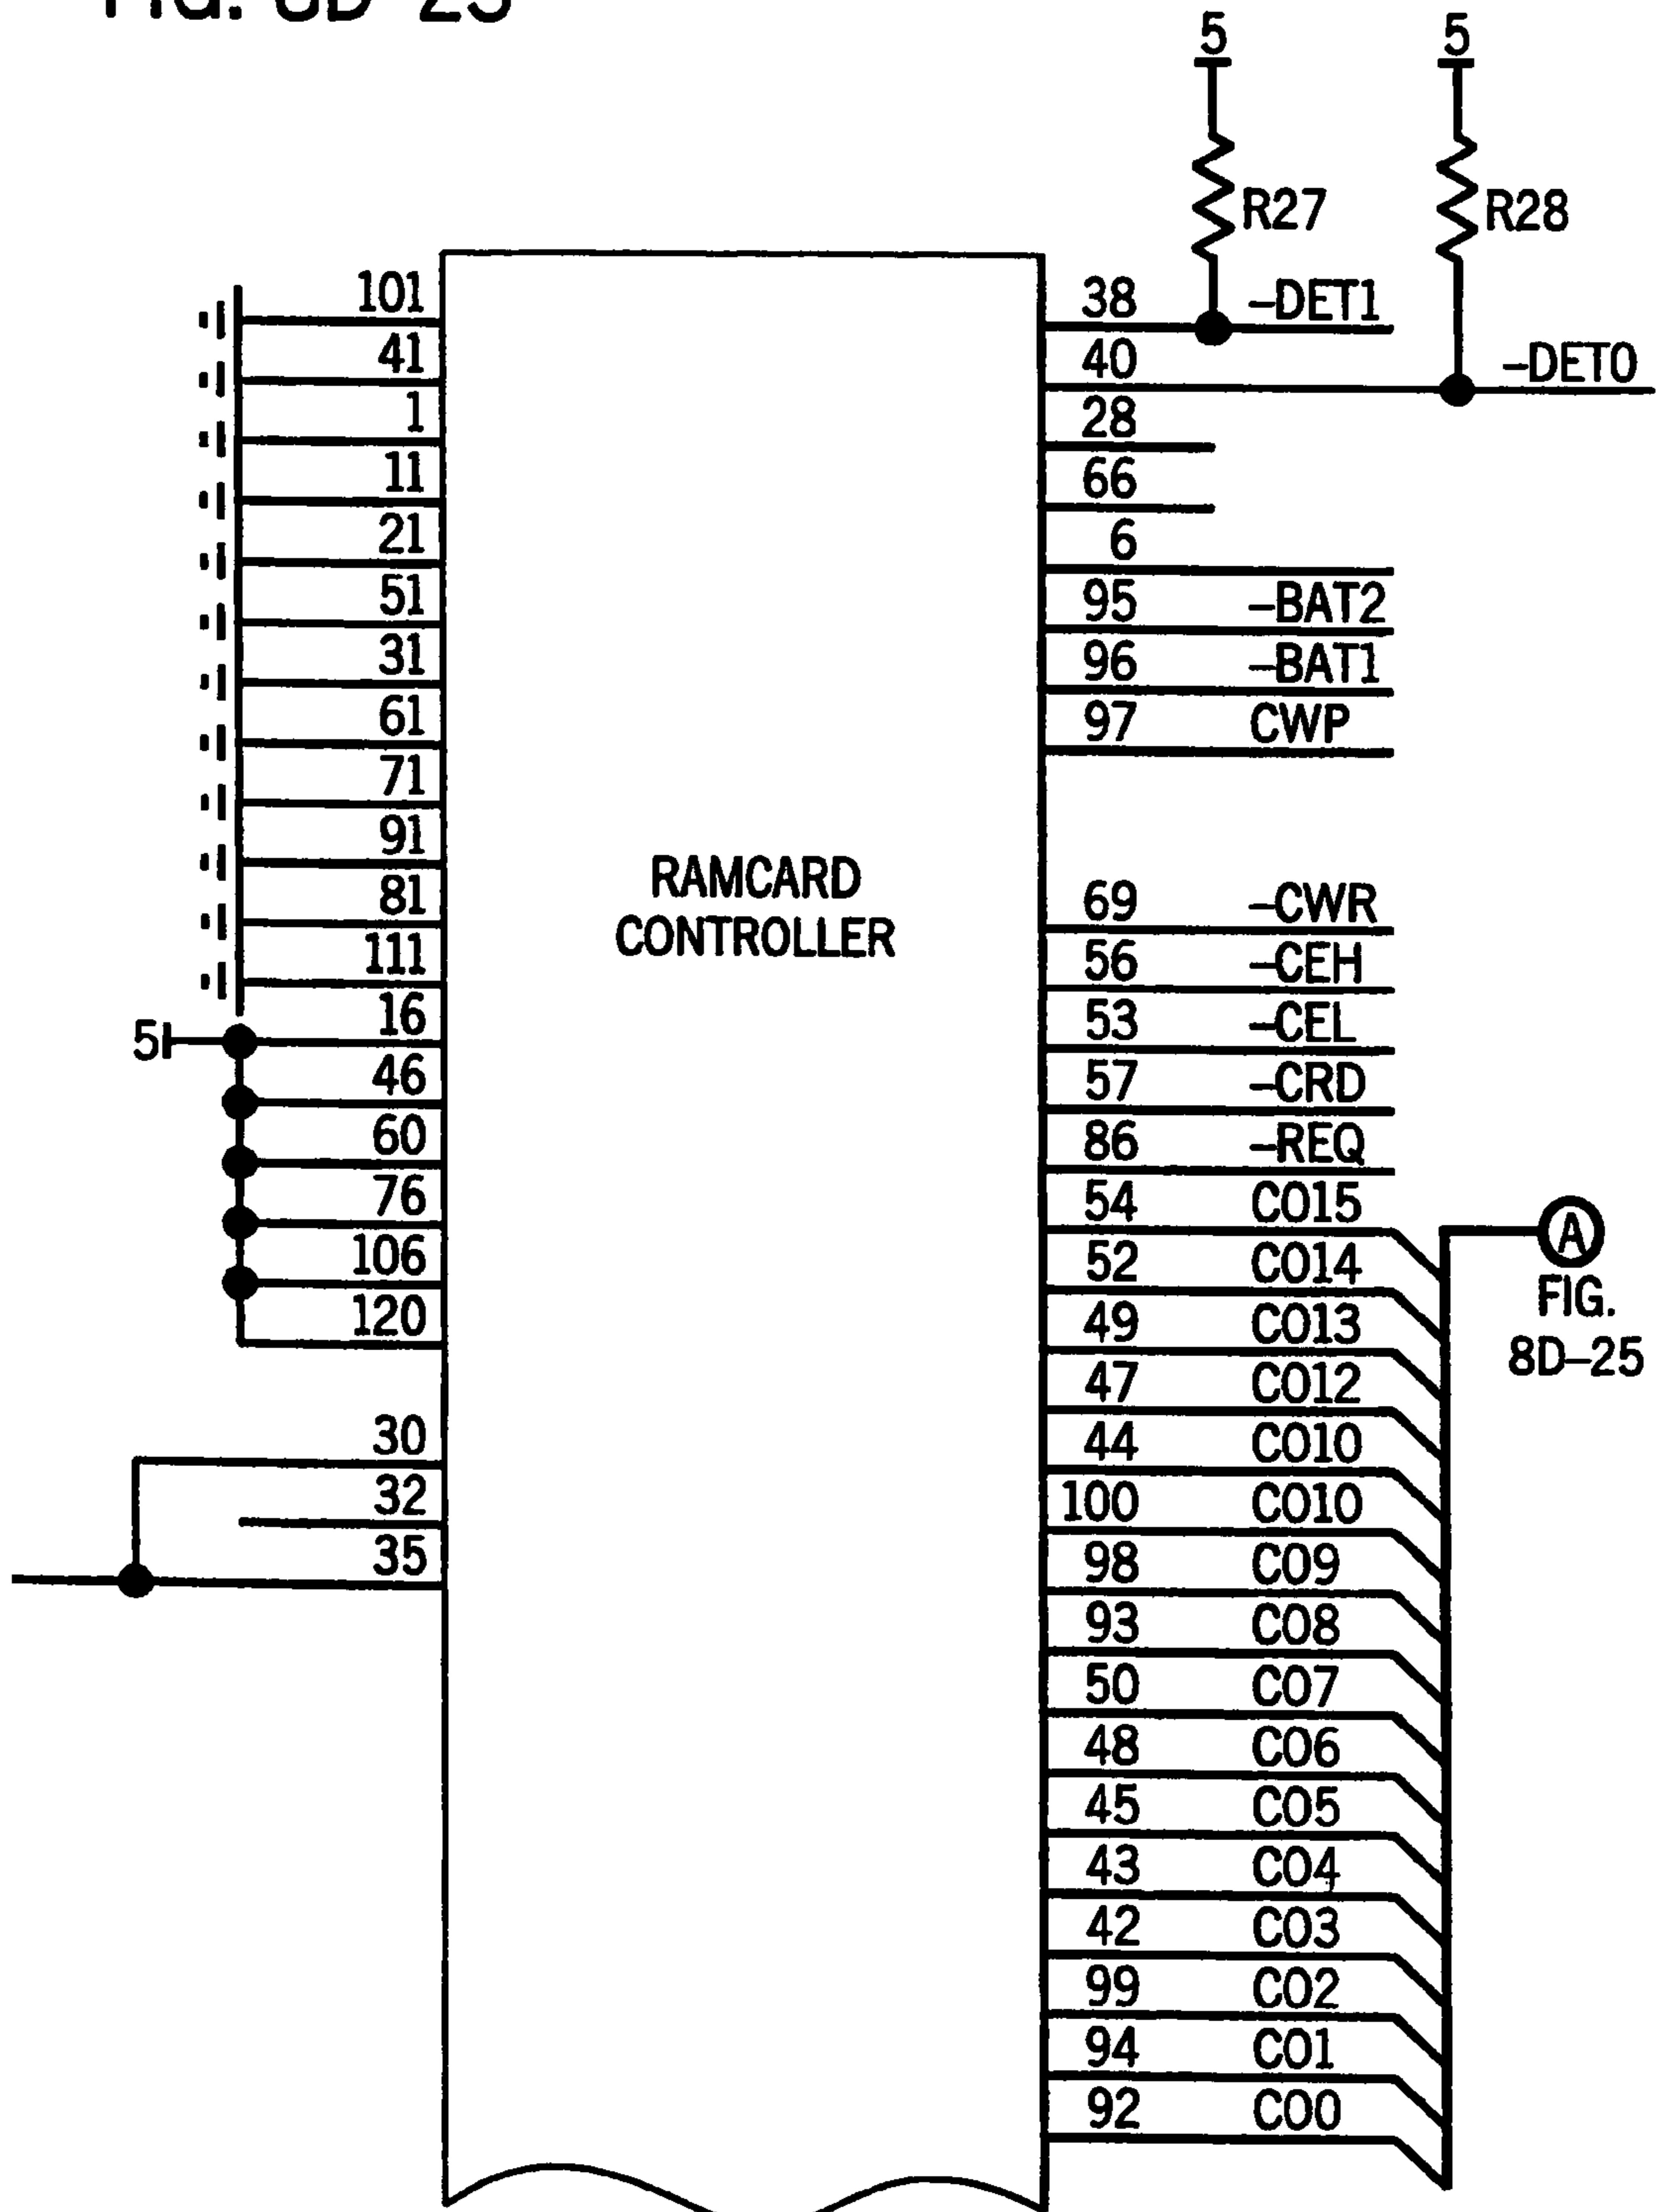 FIG. 8D-23
5
5
R27
R28
101
41
1
11
21
51
31
61
71
91
81
111
16
5
46
60
76
106
120
30
32
35
RAMCARD
CONTROLLER
38 -DET1
40 -DET0
28
66
6
95 -BAT2
96 -BAT1
97 CWP
69 -CWR
56 -CEH
53 -CEL
57 -CRD
86 -REQ
54 CO15
52 CO14
49 CO13
47 CO12
44 CO10
100 CO10
98 CO9
93 CO8
50 CO7
48 CO6
45 CO5
43 CO4
42 CO3
99 CO2
94 CO1
92 CO0
A
FIG.
8D-25